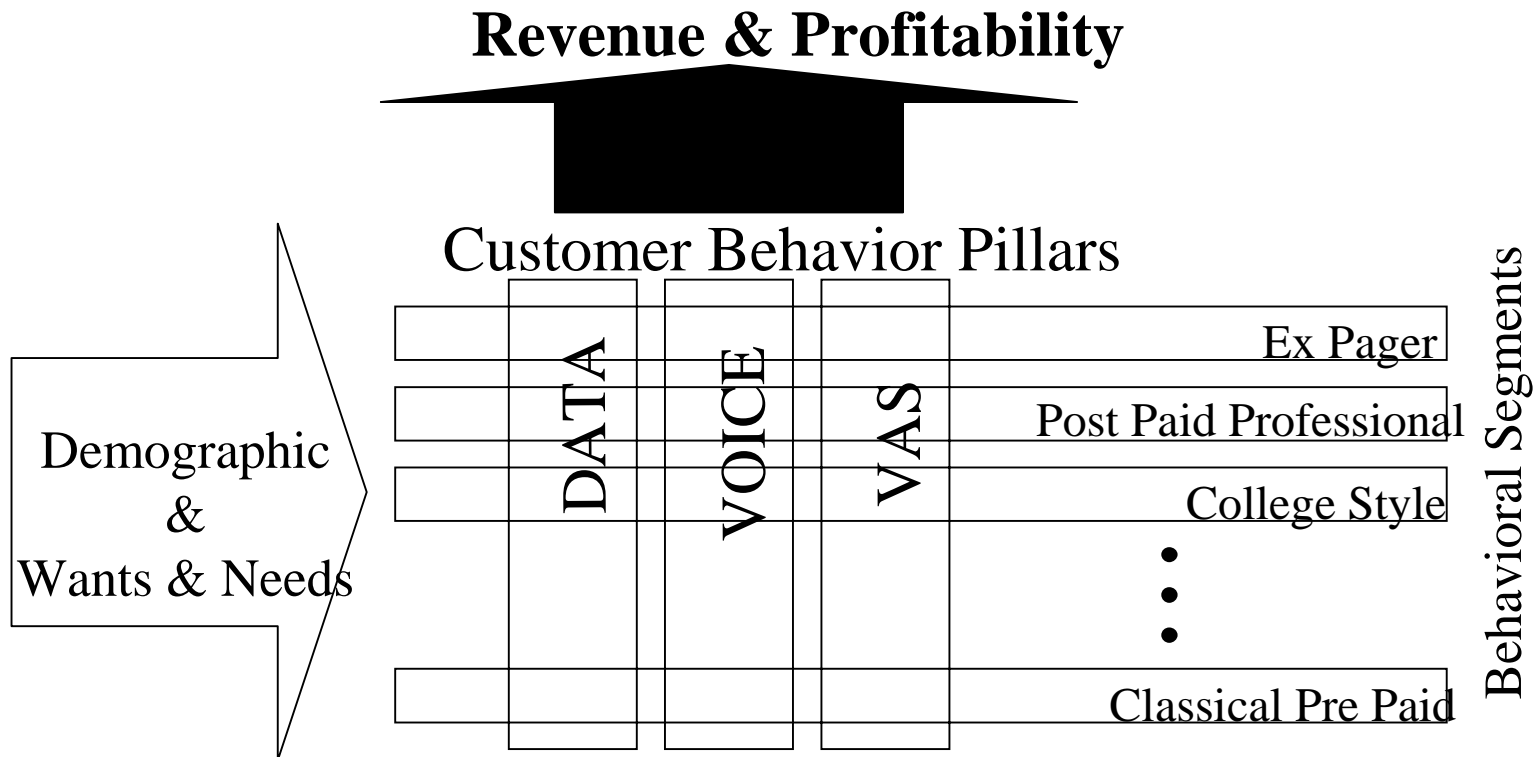 Revenue & Profitability
Customer Behavior Pillars
Demographic
&
Wants & Needs
DATA
VOICE
VAS
Ex Pager
Post Paid Professional
College Style
Classical Pre Paid
Behavioral Segments